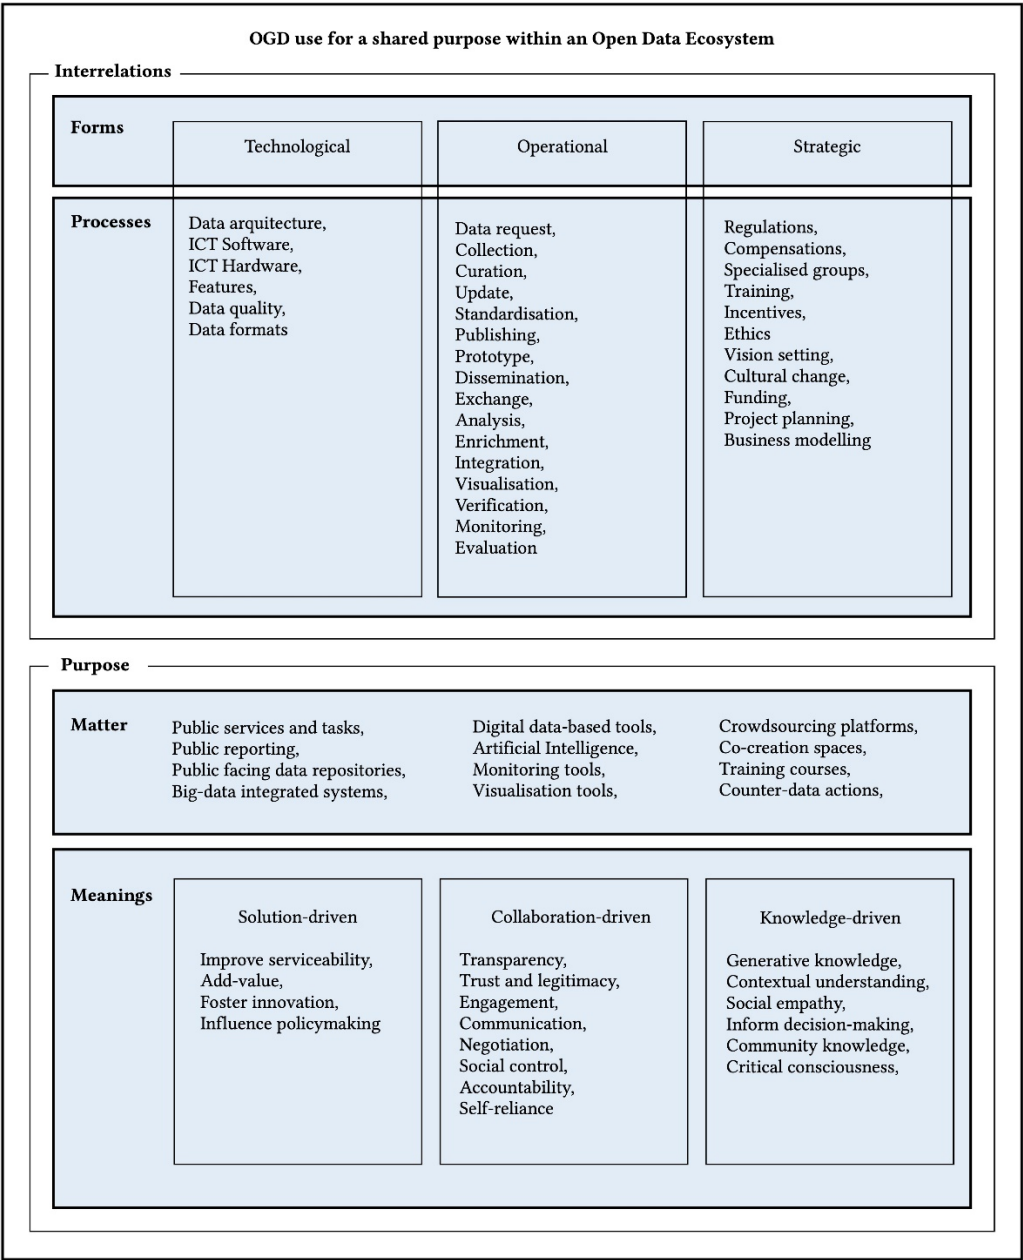 OGD use for a shared purpose within an Open Data Ecosystem
Interrelations
Forms
Technological
Operational
Strategic
Processes
Data arquitecture,
ICT Software,
ICT Hardware,
Features,
Data quality,
Data formats
Data request,
Collection,
Curation,
Update,
Standardisation,
Publishing,
Prototype,
Dissemination,
Exchange,
Analysis,
Enrichment,
Integration,
Visualisation,
Verification,
Monitoring,
Evaluation
Regulations,
Compensations,
Specialised groups,
Training,
Incentives,
Ethics
Vision setting,
Cultural change,
Funding,
Project planning,
Business modelling
Purpose
Matter
Public services and tasks,
Public reporting,
Public facing data repositories,
Big-data integrated systems,
Digital data-based tools,
Artificial Intelligence,
Monitoring tools,
Visualisation tools,
Crowdsourcing platforms,
Co-creation spaces,
Training courses,
Counter-data actions,
Meanings
Solution-driven
Improve serviceability,
Add-value,
Foster innovation,
Influence policymaking
Collaboration-driven
Transparency,
Trust and legitimacy,
Engagement,
Communication,
Negotiation,
Social control,
Accountability,
Self-reliance
Knowledge-driven
Generative knowledge,
Contextual understanding,
Social empathy,
Inform decision-making,
Community knowledge,
Critical consciousness,